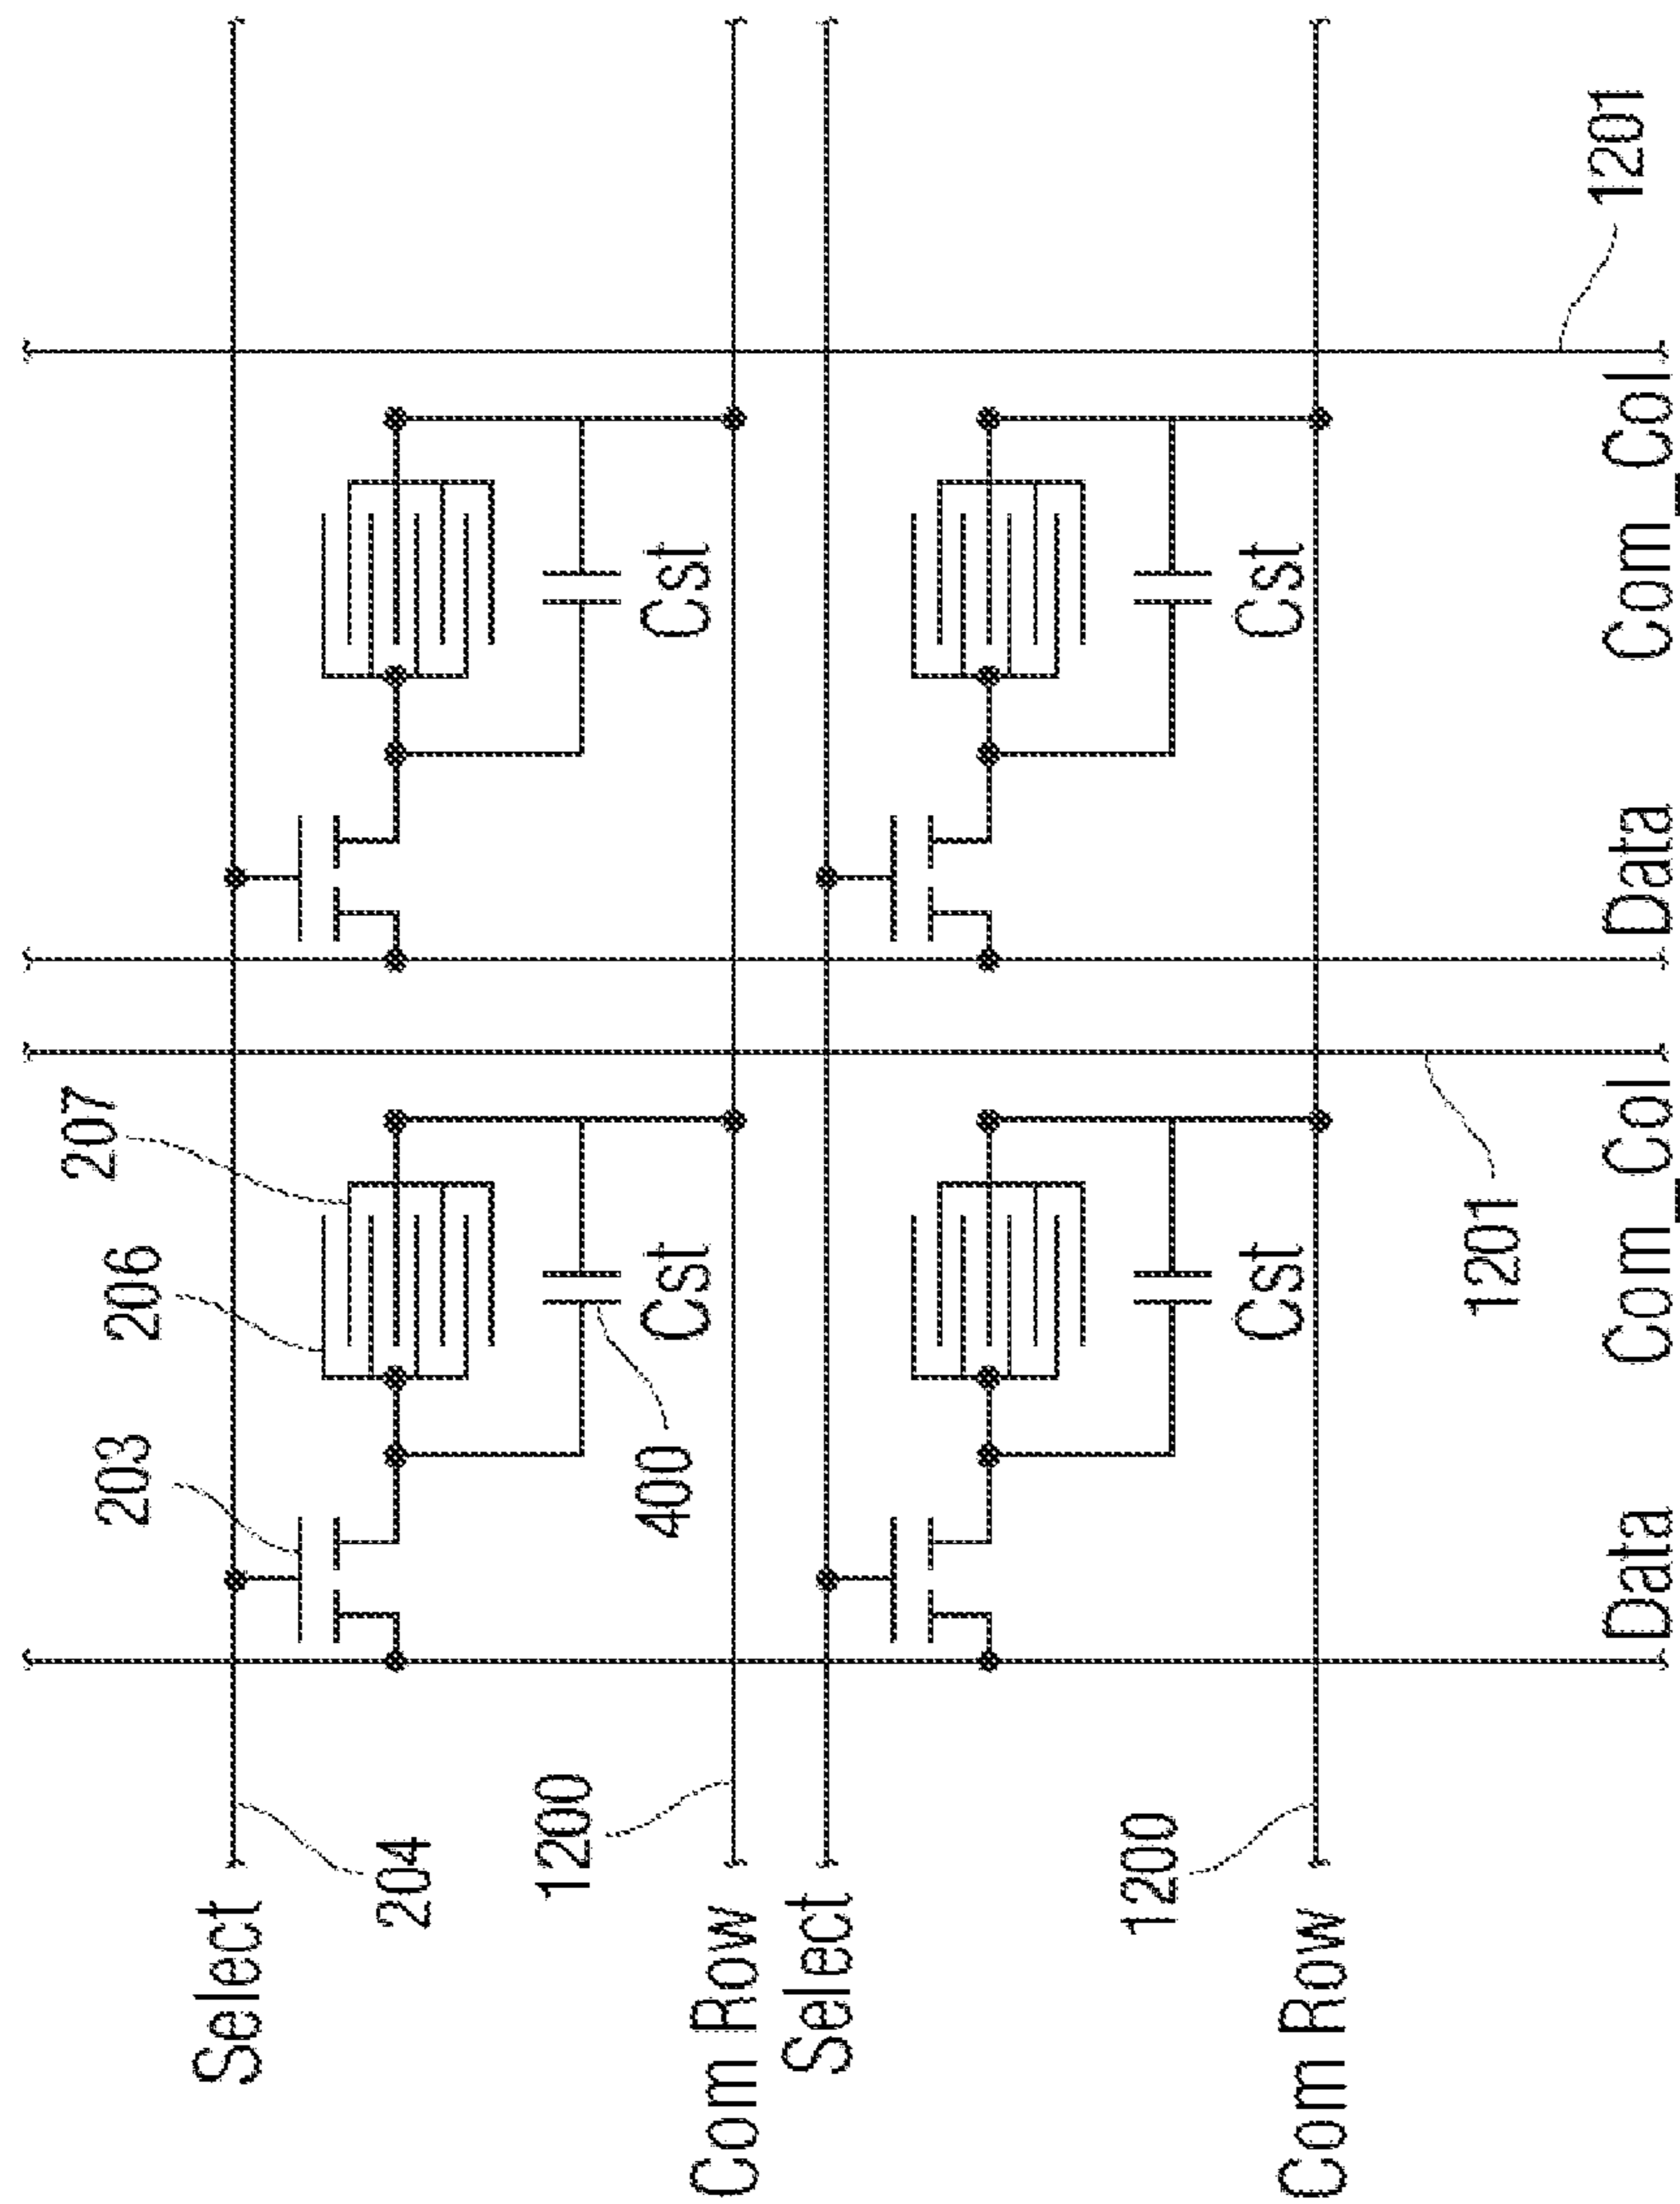 207
203 206
Select
204
1200
400 Cst Cst
Com Row
Select
1200
Cst Cst
Com Row
1201
1201
Data Com_Col Data Com_Col